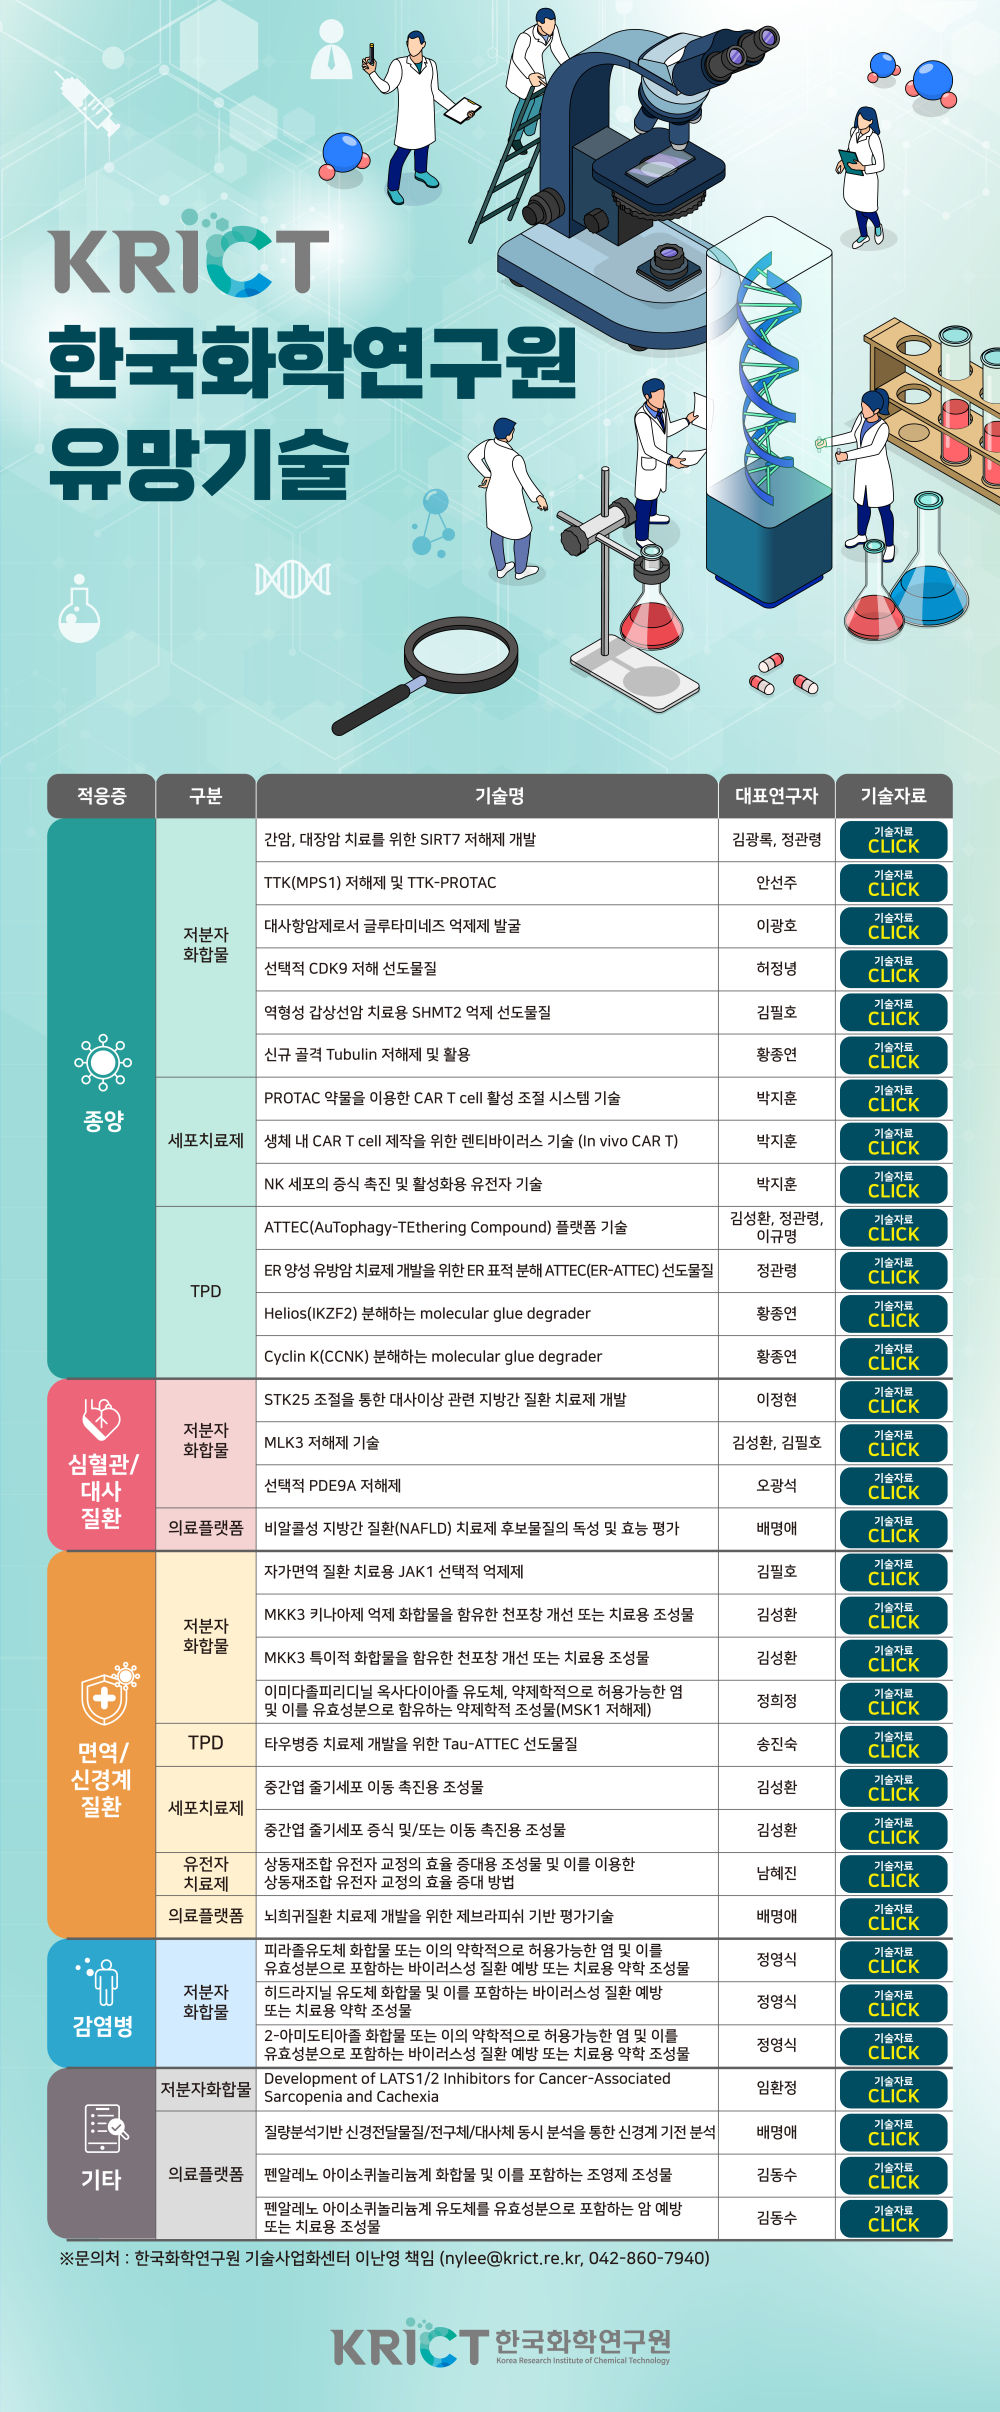 KRICT
한국화학연구원
유망기술
적응증 구분 기술명 대표연구자 기술자료
종양
저분자
화합물
간암, 대장암 치료를 위한 SIRT7 저해제 개발 김광록, 정관령 기술자료 CLICK
TTK(MPS1) 저해제 및 TTK-PROTAC 안선주 기술자료 CLICK
대사항암제로서 글루타미네즈 억제제 발굴 이광호 기술자료 CLICK
선택적 CDK9 저해 선도물질 허정녕 기술자료 CLICK
역형성 갑상선암 치료용 SHMT2 억제 선도물질 김필호 기술자료 CLICK
신규 골격 Tubulin 저해제 및 활용 황종연 기술자료 CLICK
세포치료제
PROTAC 약물을 이용한 CAR T cell 활성 조절 시스템 기술 박지훈 기술자료 CLICK
생체 내 CAR T cell 제작을 위한 렌티바이러스 기술 (In vivo CAR T) 박지훈 기술자료 CLICK
NK 세포의 증식 촉진 및 활성화용 유전자 기술 박지훈 기술자료 CLICK
TPD
ATTEC(AuTophagy-TEthering Compound) 플랫폼 기술 김성환, 정관령,
이규명 기술자료 CLICK
ER 양성 유방암 치료제 개발을 위한 ER 표적 분해 ATTEC(ER-ATTEC) 선도물질 정관령 기술자료 CLICK
Helios(IKZF2) 분해하는 molecular glue degrader 황종연 기술자료 CLICK
Cyclin K(CCNK) 분해하는 molecular glue degrader 황종연 기술자료 CLICK
심혈관/
대사
질환
저분자
화합물
STK25 조절을 통한 대사이상 관련 지방간 질환 치료제 개발 이정현 기술자료 CLICK
MLK3 저해제 기술 김성환, 김필호 기술자료 CLICK
선택적 PDE9A 저해제 오광석 기술자료 CLICK
의료플랫폼 비알콜성 지방간 질환(NAFLD) 치료제 후보물질의 독성 및 효능 평가 배명애 기술자료 CLICK
면역/
신경계
질환
저분자
화합물
자가면역 질환 치료용 JAK1 선택적 억제제 김필호 기술자료 CLICK
MKK3 키나아제 억제 화합물을 함유한 천포창 개선 또는 치료용 조성물 김성환 기술자료 CLICK
MKK3 특이적 화합물을 함유한 천포창 개선 또는 치료용 조성물 김성환 기술자료 CLICK
이미다졸피리디닐 옥사다이아졸 유도체, 약제학적으로 허용가능한 염
및 이를 유효성분으로 함유하는 약제학적 조성물(MSK1 저해제) 정희정 기술자료 CLICK
TPD 타우병증 치료제 개발을 위한 Tau-ATTEC 선도물질 송진숙 기술자료 CLICK
세포치료제
중간엽 줄기세포 이동 촉진용 조성물 김성환 기술자료 CLICK
중간엽 줄기세포 증식 및/또는 이동 촉진용 조성물 김성환 기술자료 CLICK
유전자
치료제
상동재조합 유전자 교정의 효율 증대용 조성물 및 이를 이용한
상동재조합 유전자 교정의 효율 증대 방법 남혜진 기술자료 CLICK
의료플랫폼 뇌희귀질환 치료제 개발을 위한 제브라피쉬 기반 평가기술 배명애 기술자료 CLICK
감염병
저분자
화합물
피라졸유도체 화합물 또는 이의 약학적으로 허용가능한 염 및 이를
유효성분으로 포함하는 바이러스성 질환 예방 또는 치료용 약학 조성물 정영식 기술자료 CLICK
히드라지닐 유도체 화합물 및 이를 포함하는 바이러스성 질환 예방
또는 치료용 약학 조성물 정영식 기술자료 CLICK
2-아미도티아졸 화합물 또는 이의 약학적으로 허용가능한 염 및 이를
유효성분으로 포함하는 바이러스성 질환 예방 또는 치료용 약학 조성물 정영식 기술자료 CLICK
기타
저분자화합물
Development of LATS1/2 Inhibitors for Cancer-Associated
Sarcopenia and Cachexia 임환정 기술자료 CLICK
의료플랫폼
질량분석기반 신경전달물질/전구체/대사체 동시 분석을 통한 신경계 기전 분석 배명애 기술자료 CLICK
펜알레노 아이소퀴놀리늄계 화합물 및 이를 포함하는 조영제 조성물 김동수 기술자료 CLICK
펜알레노 아이소퀴놀리늄계 유도체를 유효성분으로 포함하는 암 예방
또는 치료용 조성물 김동수 기술자료 CLICK
※문의처 : 한국화학연구원 기술사업화센터 이난영 책임 (nylee@krict.re.kr, 042-860-7940)
KRICT 한국화학연구원
Korea Research Institute of Chemical Technology